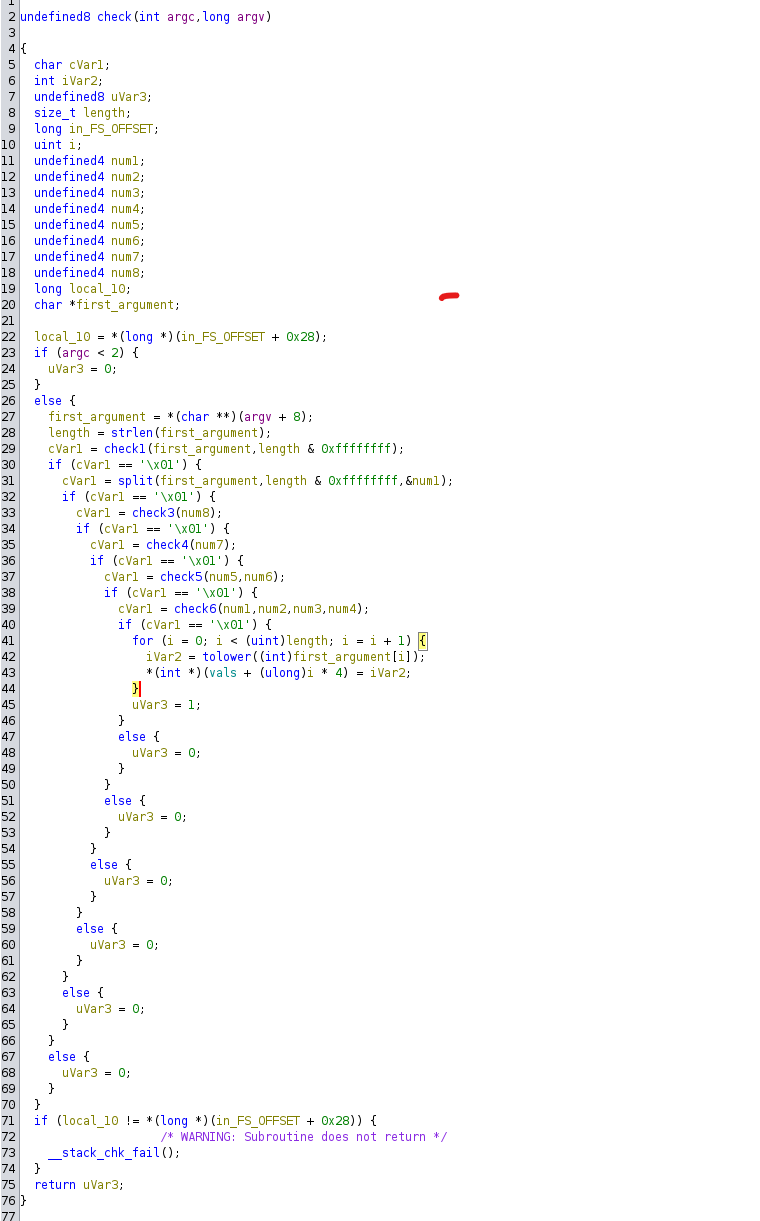 1
2 undefined8 check(int argc,long argv)
3
4 {
5   char cVar1;
6   int iVar2;
7   undefined8 uVar3;
8   size_t length;
9   long in_FS_OFFSET;
10   uint i;
11   undefined4 num1;
12   undefined4 num2;
13   undefined4 num3;
14   undefined4 num4;
15   undefined4 num5;
16   undefined4 num6;
17   undefined4 num7;
18   undefined4 num8;
19   long local_10;
20   char *first_argument;
21
22   local_10 = *(long *)(in_FS_OFFSET + 0x28);
23   if (argc < 2) {
24     uVar3 = 0;
25   }
26   else {
27     first_argument = *(char **)(argv + 8);
28     length = strlen(first_argument);
29     cVar1 = check1(first_argument,length & 0xffffffff);
30     if (cVar1 == '\x01') {
31       cVar1 = split(first_argument,length & 0xffffffff,&num1);
32       if (cVar1 == '\x01') {
33         cVar1 = check3(num8);
34         if (cVar1 == '\x01') {
35           cVar1 = check4(num7);
36           if (cVar1 == '\x01') {
37             cVar1 = check5(num5,num6);
38             if (cVar1 == '\x01') {
39               cVar1 = check6(num1,num2,num3,num4);
40               if (cVar1 == '\x01') {
41                 for (i = 0; i < (uint)length; i = i + 1) {
42                   iVar2 = tolower((int)first_argument[i]);
43                   *(int *)(vals + (ulong)i * 4) = iVar2;
44                 }
45                 uVar3 = 1;
46               }
47               else {
48                 uVar3 = 0;
49               }
50             }
51             else {
52               uVar3 = 0;
53             }
54           }
55           else {
56             uVar3 = 0;
57           }
58         }
59         else {
60           uVar3 = 0;
61         }
62       }
63       else {
64         uVar3 = 0;
65       }
66     }
67     else {
68       uVar3 = 0;
69     }
70   }
71   if (local_10 != *(long *)(in_FS_OFFSET + 0x28)) {
72                     /* WARNING: Subroutine does not return */
73     __stack_chk_fail();
74   }
75   return uVar3;
76 }
77